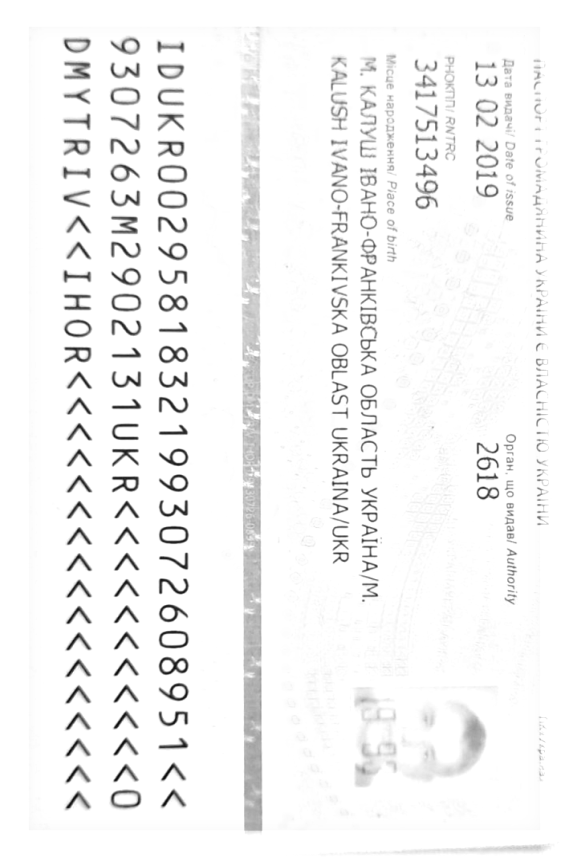 ПАСПОРТ ГРОМАДЯНИНА УКРАЇНИ Є ВЛАСНІСТЮ УКРАЇНИ
Дата видачі/ Date of issue
13 02 2019
Орган, що видав/ Authority
2618
РНОКПП/ RNTRC
3417513496
Місце народження/ Place of birth
М. КАЛУШ ІВАНО-ФРАНКІВСЬКА ОБЛАСТЬ УКРАЇНА/М.
KALUSH IVANO-FRANKIVSKA OBLAST UKRAINA/UKR
IDUKR00295818321993072608951<<
9307263M2902131UKR<<<<<<<<<<<0
DMYTRIV<<IHOR<<<<<<<<<<<<<<<<<